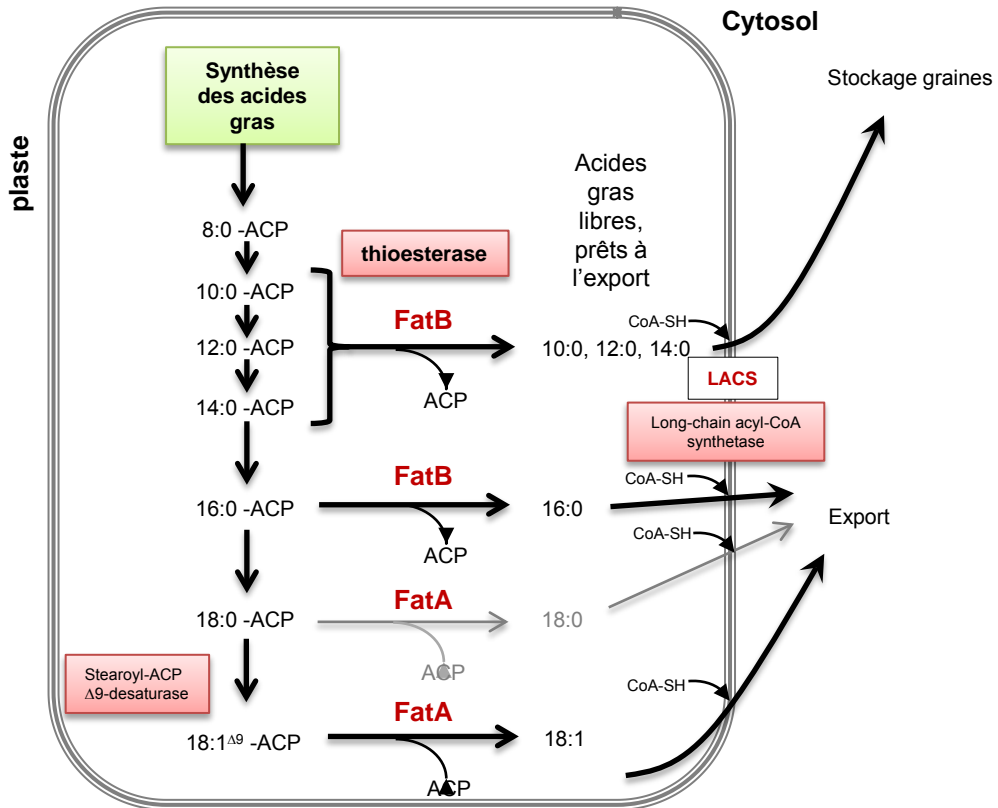 Cytosol
plaste
Synthèse
des acides
gras
Stockage graines
Acides
gras
libres,
prêts à
l'export
8:0 -ACP
thioesterase
10:0 -ACP
FatB
CoA-SH
12:0 -ACP
10:0, 12:0, 14:0
LACS
ACP
14:0 -ACP
Long-chain acyl-CoA
synthetase
FatB
CoA-SH
16:0 -ACP
16:0
Export
CoA-SH
ACP
FatA
18:0 -ACP
18:0
ACP
Stearoyl-ACP
Δ9-desaturase
CoA-SH
FatA
18:1Δ9 -ACP
18:1
ACP